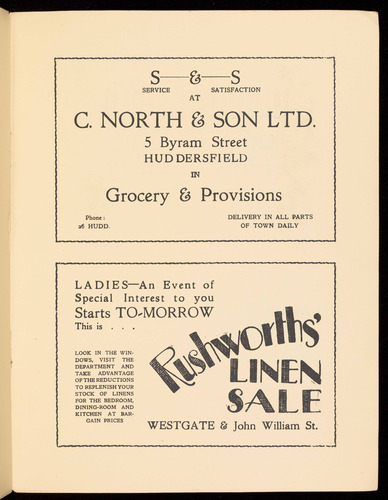 S—&—S
SERVICE SATISFACTION
AT
C. NORTH & SON LTD.
5 Byram Street
HUDDERSFIELD
IN
Grocery & Provisions
Phone :
26 HUDD.
DELIVERY IN ALL PARTS
OF TOWN DAILY
LADIES—An Event of
Special Interest to you
Starts TO-MORROW
This is . . .
LOOK IN THE WIN-
DOWS, VISIT THE
DEPARTMENT AND
TAKE ADVANTAGE
OF THE REDUCTIONS
TO REPLENISH YOUR
STOCK OF LINENS
FOR THE BEDROOM,
DINING-ROOM AND
KITCHEN AT BAR-
GAIN PRICES
Rushworths'
LINEN
SALE
WESTGATE & John William St.